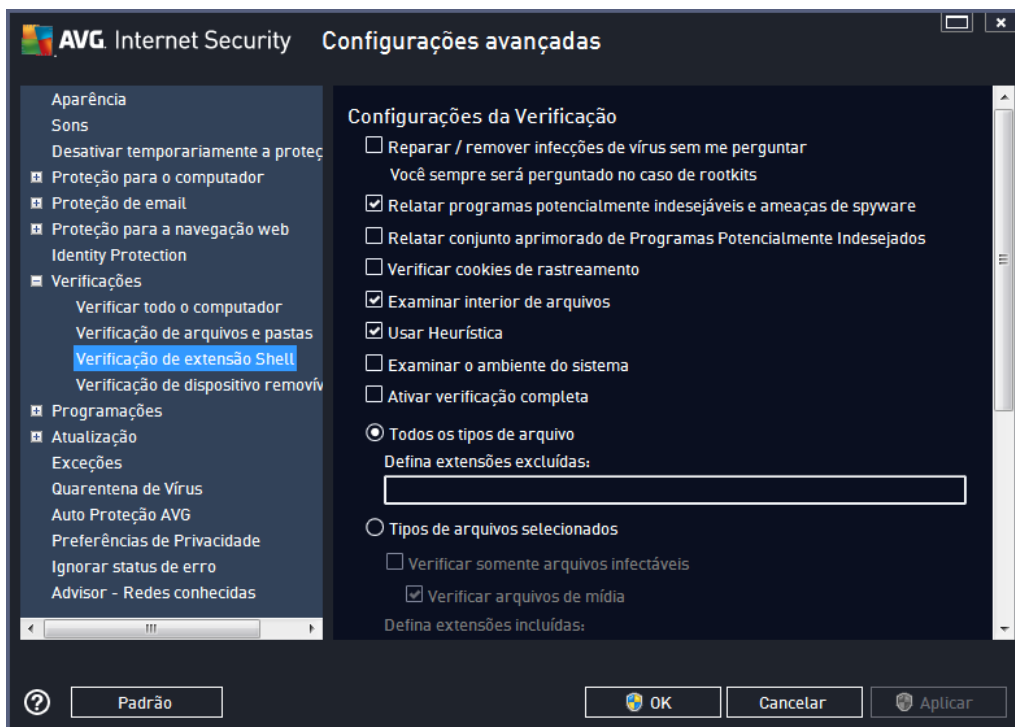 AVG. Internet Security Configurações avançadas
Aparência
Sons
Desativar temporariamente a proteç
Proteção para o computador
Proteção de email
Proteção para a navegação web
Identity Protection
Verificações
Verificar todo o computador
Verificação de arquivos e pastas
Verificação de extensão Shell
Verificação de dispositivo removív
Programações
Atualização
Exceções
Quarentena de Vírus
Auto Proteção AVG
Preferências de Privacidade
Ignorar status de erro
Advisor - Redes conhecidas
Configurações da Verificação
Reparar / remover infecções de vírus sem me perguntar
Você sempre será perguntado no caso de rootkits
Relatar programas potencialmente indesejáveis e ameaças de spyware
Relatar conjunto aprimorado de Programas Potencialmente Indesejados
Verificar cookies de rastreamento
Examinar interior de arquivos
Usar Heurística
Examinar o ambiente do sistema
Ativar verificação completa
Todos os tipos de arquivo
Defina extensões excluídas:
Tipos de arquivos selecionados
Verificar somente arquivos infectáveis
Verificar arquivos de mídia
Defina extensões incluídas:
? Padrão OK Cancelar Aplicar